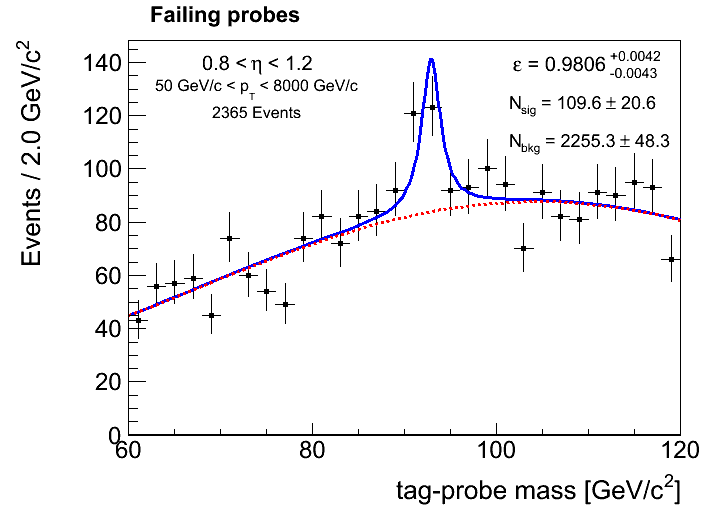 Failing probes
Events / 2.0 GeV/c²
0.8 < η < 1.2
50 GeV/c < p_T < 8000 GeV/c
2365 Events
ε = 0.9806 +0.0042 -0.0043
N_sig = 109.6 ± 20.6
N_bkg = 2255.3 ± 48.3
140
120
100
80
60
40
20
0
60 80 100 120
tag-probe mass [GeV/c²]